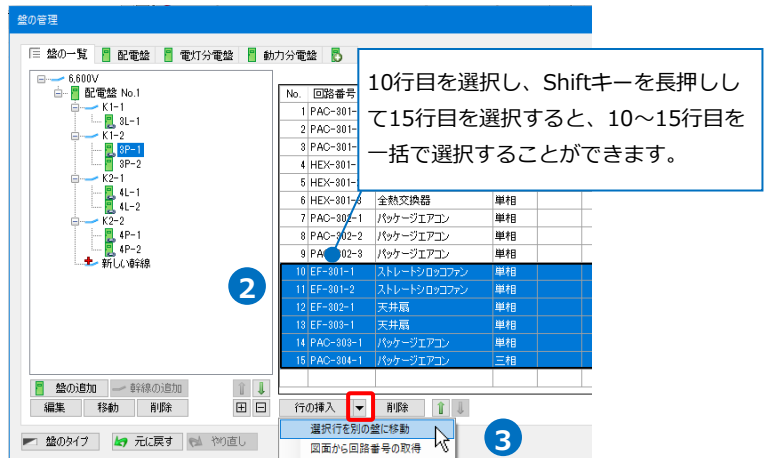 盤の管理
盤の一覧 配電盤 電灯分電盤 動力分電盤
6,600V
配電盤 No.1
K1-1
3L-1
K1-2
3P-1
3P-2
K2-1
4L-1
4L-2
K2-2
4P-1
4P-2
新しい幹線
盤の追加 幹線の追加
編集 移動 削除
盤のタイプ 元に戻す やり直し
10行目を選択し、Shiftキーを長押しし
て15行目を選択すると、10～15行目を
一括で選択することができます。
No. 回路番号
1 PAC-301-
2 PAC-301-
3 PAC-301-
4 HEX-301-
5 HEX-301-
6 HEX-301-3 全熱交換器 単相
7 PAC-302-1 パッケージエアコン 単相
8 PAC-302-2 パッケージエアコン 単相
9 PAC-302-3 パッケージエアコン 単相
10 EF-301-1 ストレートシロッコファン 単相
11 EF-301-2 ストレートシロッコファン 単相
12 EF-302-1 天井扇 単相
13 EF-303-1 天井扇 単相
14 PAC-303-1 パッケージエアコン 単相
15 PAC-304-1 パッケージエアコン 三相
2
行の挿入 削除
選択行を別の盤に移動
図面から回路番号の取得
3